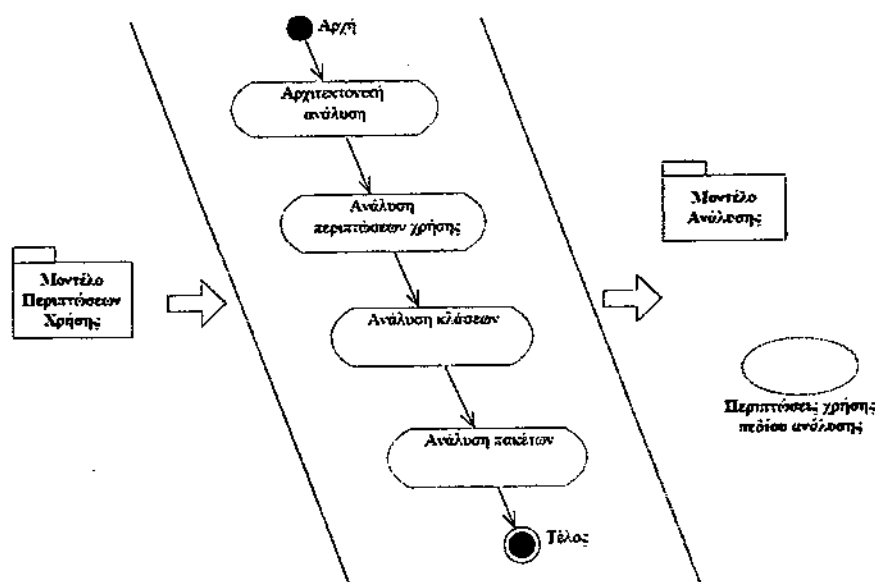 Αρχή
Αρχιτεκτονική
ανάλυση
Ανάλυση
περιπτώσεων χρήσης
Ανάλυση κλάσεων
Ανάλυση πακέτων
Τέλος
Μοντέλο
Περιπτώσεων
Χρήσης
Μοντέλο
Ανάλυσης
Περιπτώσεις χρήσης
πεδίου ανάλυσης